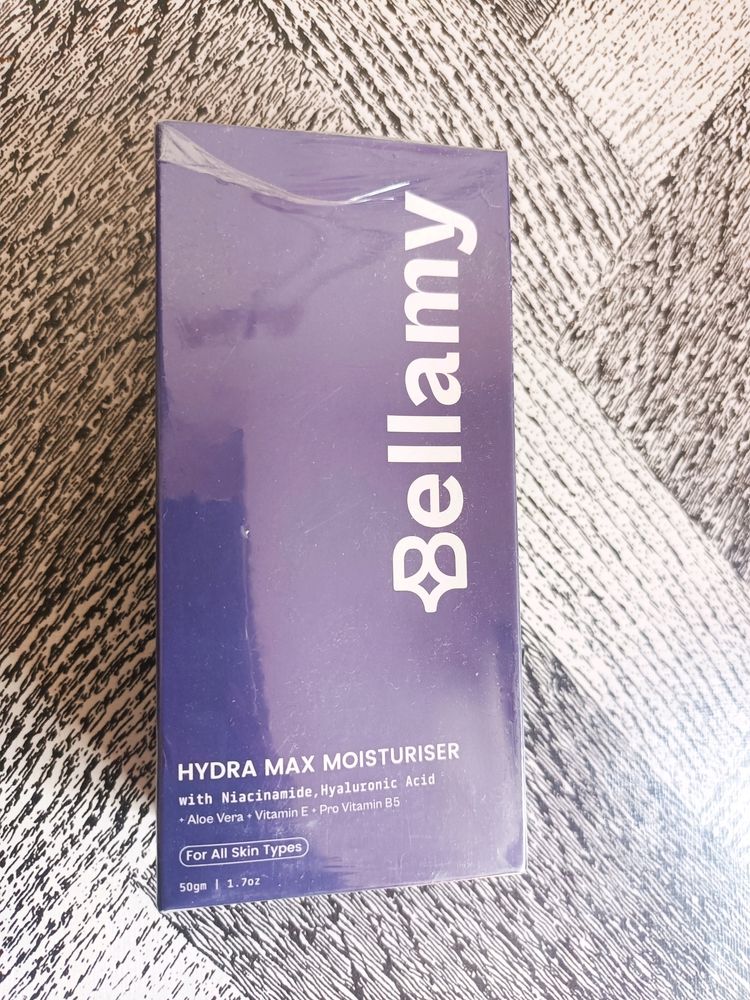 Bellamy
HYDRA MAX MOISTURISER
with Niacinamide,Hyaluronic Acid
+ Aloe Vera + Vitamin E + Pro Vitamin B5
For All Skin Types
50gm | 1.7oz